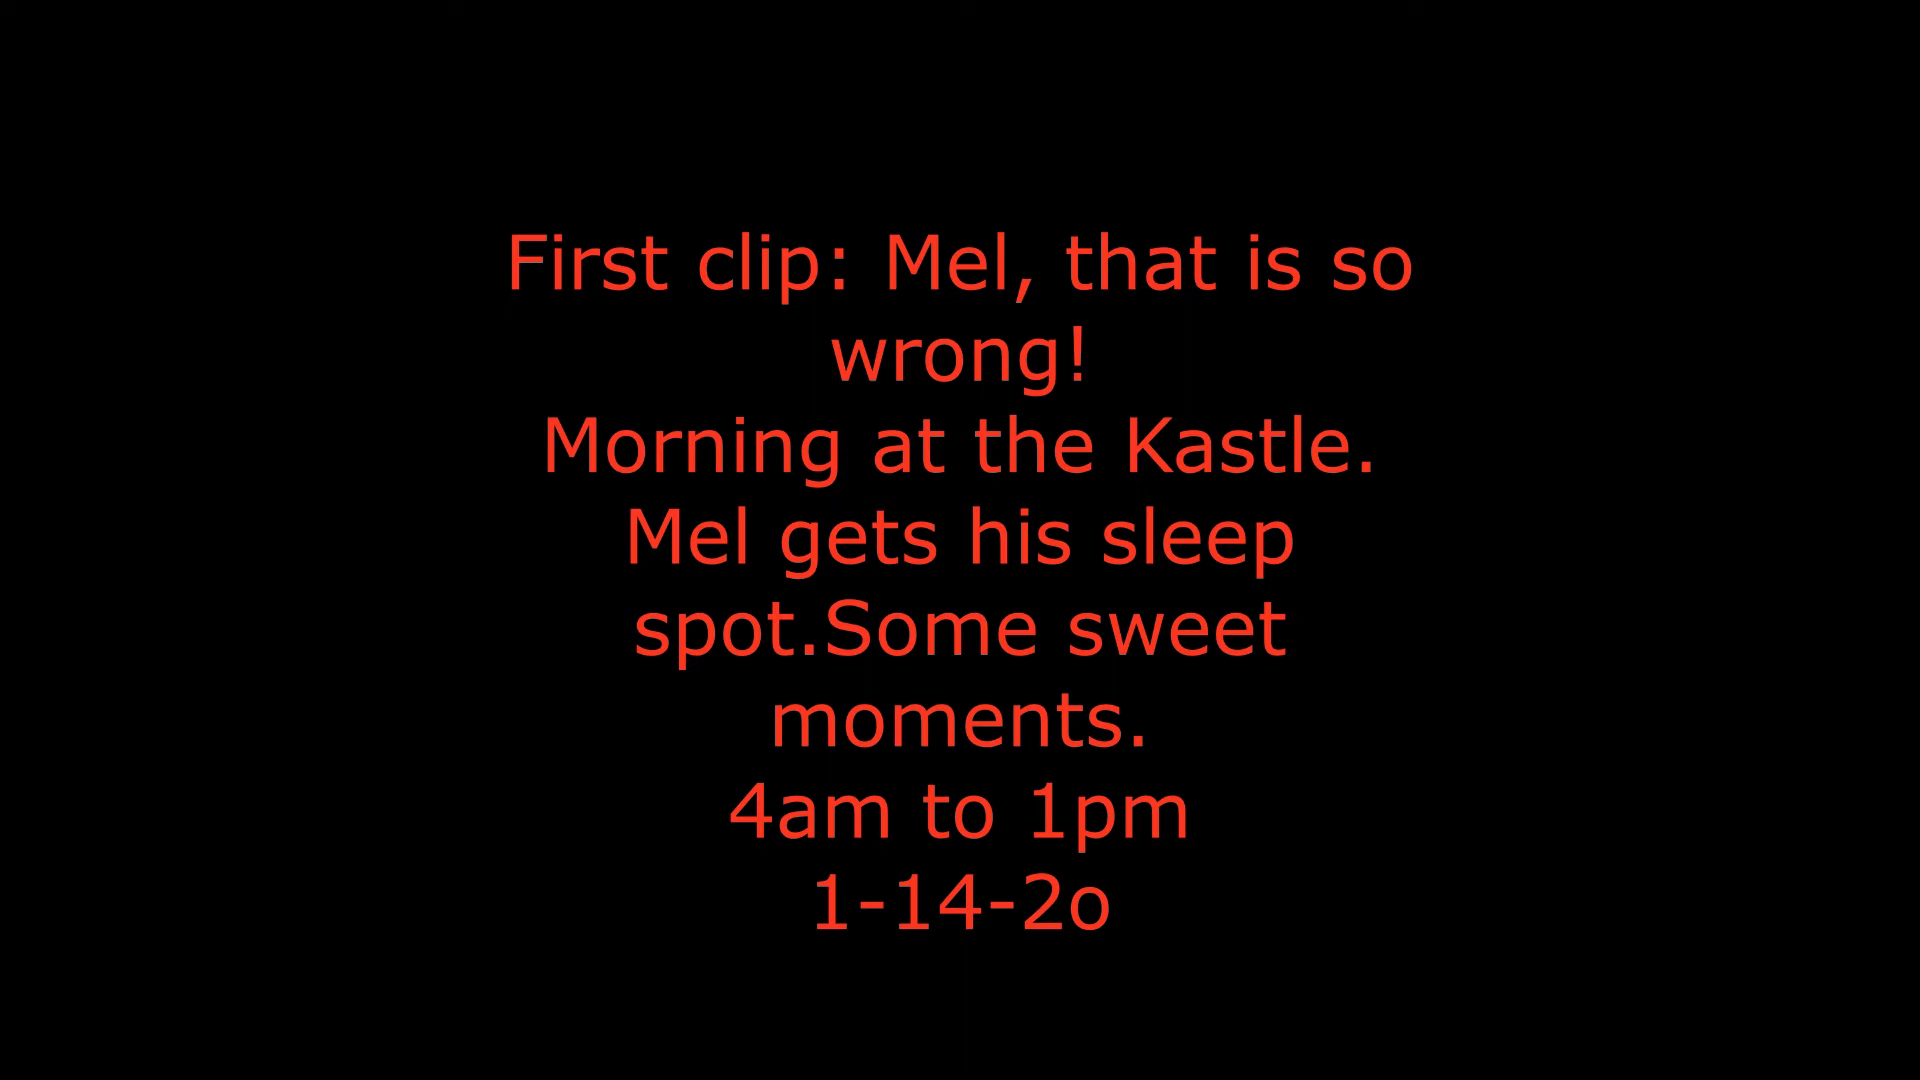 First clip: Mel, that is so
wrong!
Morning at the Kastle.
Mel gets his sleep
spot.Some sweet
moments.
4am to 1pm
1-14-2o